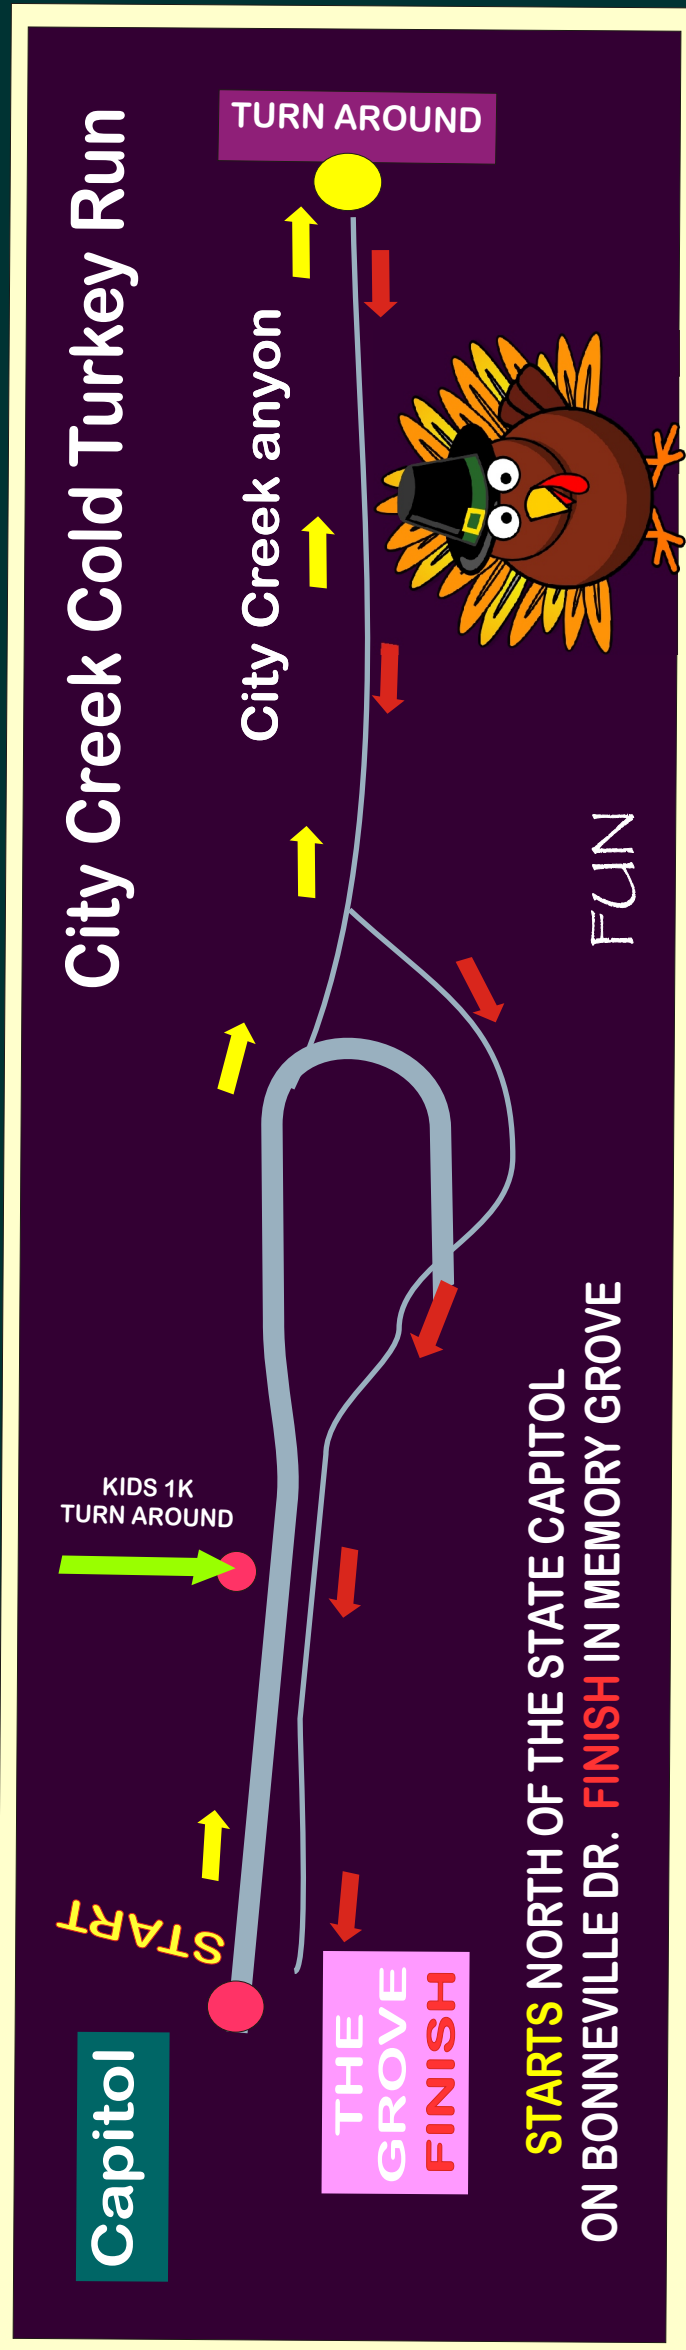 City Creek Cold Turkey Run
TURN AROUND
City Creek anyon
FUN
KIDS 1K
TURN AROUND
START
Capitol
THE
GROVE
FINISH
STARTS NORTH OF THE STATE CAPITOL
ON BONNEVILLE DR. FINISH IN MEMORY GROVE